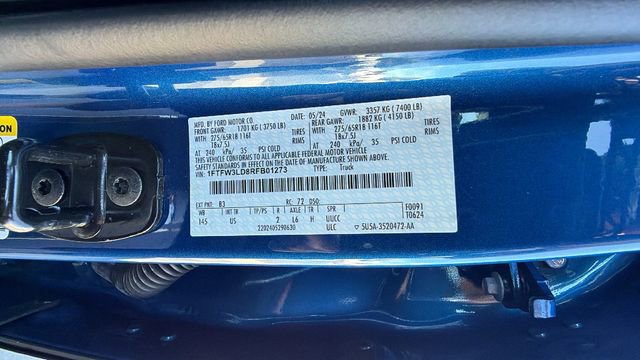 MFD. BY FORD MOTOR CO.
05/24 GVWR: 3357 KG ( 7400 LB)
FRONT GAWR: 1701 KG ( 3750 LB)
REAR GAWR: 1882 KG ( 4150 LB)
WITH TIRES
WITH TIRES
275/65R18 116T RIMS
275/65R18 116T RIMS
18x7.5J
18x7.5J
AT 240 kPa/ 35 PSI COLD
AT 240 kPa/ 35 PSI COLD
THIS VEHICLE CONFORMS TO ALL APPLICABLE FEDERAL MOTOR VEHICLE
SAFETY STANDARDS IN EFFECT ON THE DATE OF MANUFACTURE SHOWN ABOVE.
VIN: 1FTFW3LD8RFB01273
TYPE: Truck
EXT PNT: B3 RC: 72 DSO: F0091
WB INT TR TP/PS R AXLE TR SPR T0624
145 US 2 L6 H UUCC
2202405290630 ULC
5U5A-3520472-AA
ION